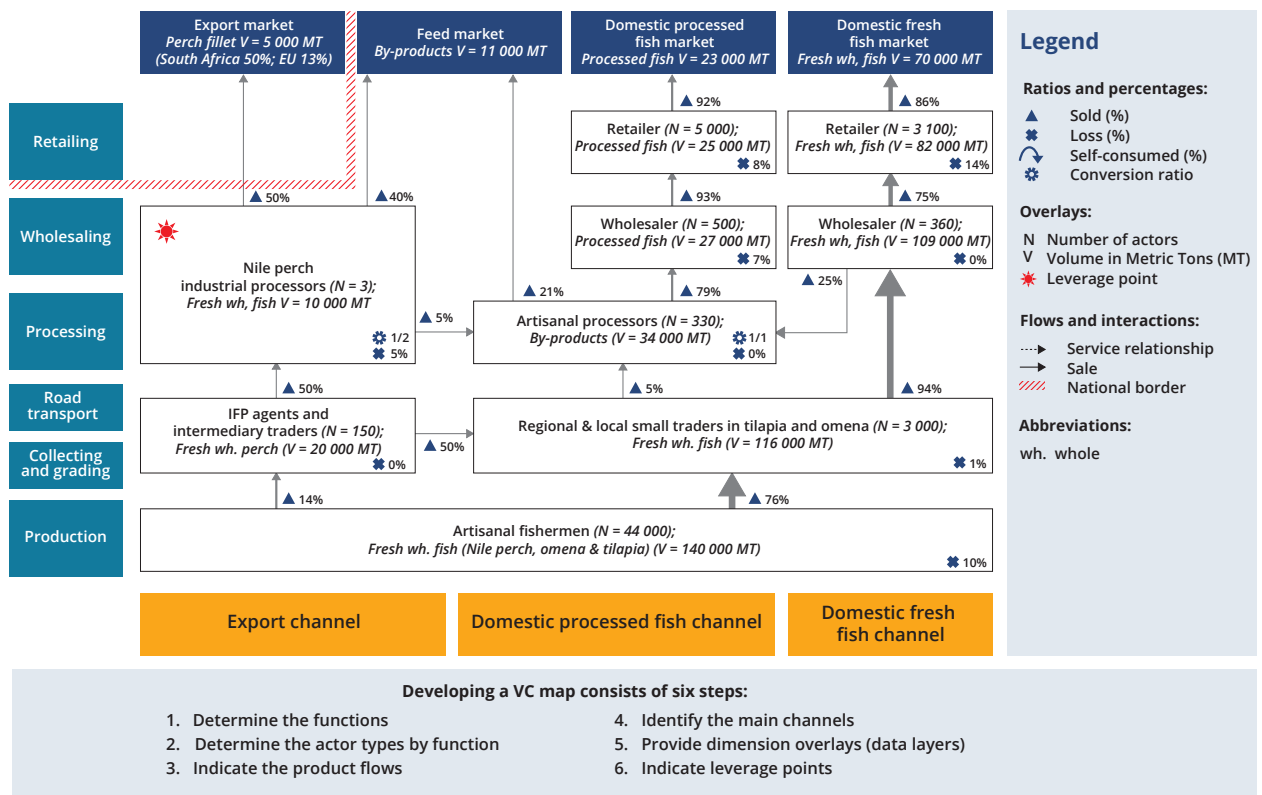 Export market
Perch fillet V = 5 000 MT
(South Africa 50%; EU 13%)
Feed market
By-products V = 11 000 MT
Domestic processed
fish market
Processed fish V = 23 000 MT
Domestic fresh
fish market
Fresh wh, fish V = 70 000 MT
Retailing
92%
86%
Retailer (N = 5 000);
Processed fish (V = 25 000 MT)
8%
Retailer (N = 3 100);
Fresh wh, fish (V = 82 000 MT)
14%
50%
40%
93%
75%
Wholesaling
Wholesaler (N = 500);
Processed fish (V = 27 000 MT)
7%
Wholesaler (N = 360);
Fresh wh, fish (V = 109 000 MT)
0%
Nile perch
industrial processors (N = 3);
Fresh wh, fish V = 10 000 MT
1/2
5%
21%
79%
25%
Processing
5%
Artisanal processors (N = 330);
By-products (V = 34 000 MT)
1/1
0%
50%
5%
94%
Road
transport
Collecting
and grading
IFP agents and
intermediary traders (N = 150);
Fresh wh. perch (V = 20 000 MT)
0%
50%
Regional & local small traders in tilapia and omena (N = 3 000);
Fresh wh. fish (V = 116 000 MT)
1%
14%
76%
Production
Artisanal fishermen (N = 44 000);
Fresh wh. fish (Nile perch, omena & tilapia) (V = 140 000 MT)
10%
Export channel
Domestic processed fish channel
Domestic fresh
fish channel
Legend
Ratios and percentages:
Sold (%)
Loss (%)
Self-consumed (%)
Conversion ratio
Overlays:
N Number of actors
V Volume in Metric Tons (MT)
Leverage point
Flows and interactions:
Service relationship
Sale
National border
Abbreviations:
wh. whole
Developing a VC map consists of six steps:
1. Determine the functions
2. Determine the actor types by function
3. Indicate the product flows
4. Identify the main channels
5. Provide dimension overlays (data layers)
6. Indicate leverage points